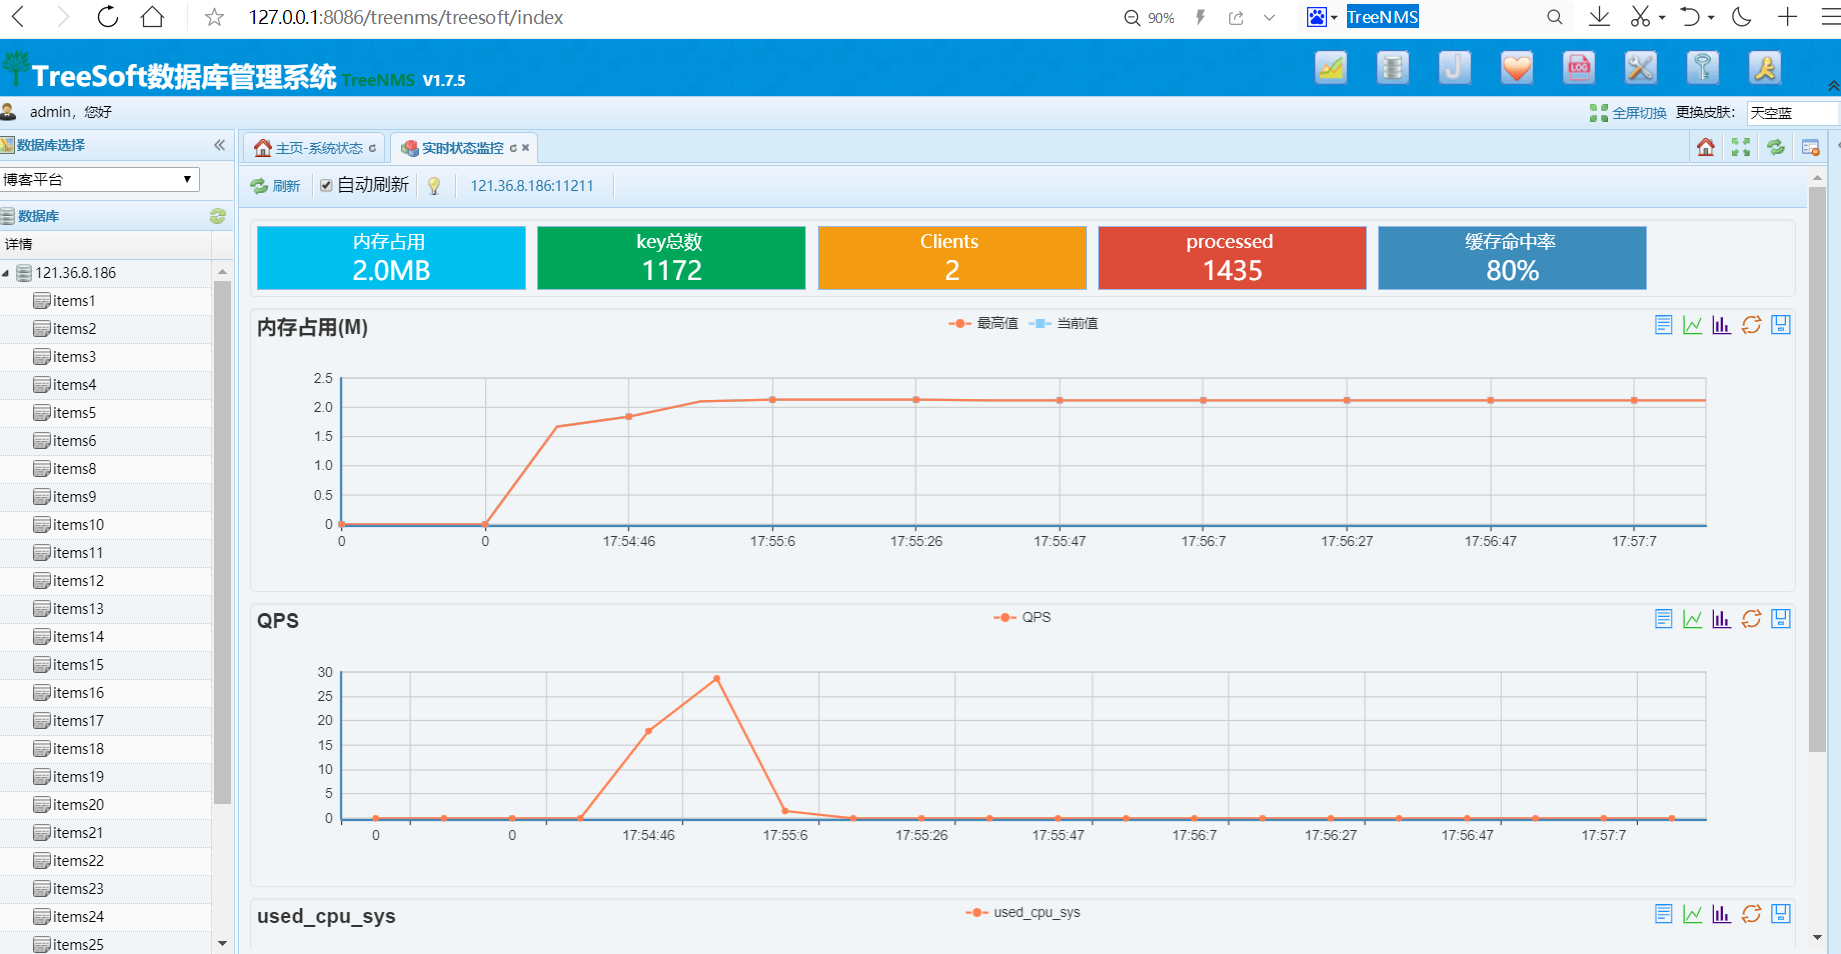 127.0.0.1:8086/treenms/treesoft/index
90%
TreeNMS
TreeSoft数据库管理系统 TreeNMS V1.7.5
LOG
admin，您好
全屏切换 更换皮肤： 天空蓝
数据库选择
主页-系统状态
实时状态监控
博客平台
刷新 自动刷新 121.36.8.186:11211
数据库
详情
121.36.8.186
items1
items2
items3
items4
items5
items6
items8
items9
items10
items11
items12
items13
items14
items15
items16
items17
items18
items19
items20
items21
items22
items23
items24
items25
内存占用
2.0MB
key总数
1172
Clients
2
processed
1435
缓存命中率
80%
内存占用(M)
最高值 当前值
2.5
2.0
1.5
1.0
0.5
0
0 0 17:54:46 17:55:6 17:55:26 17:55:47 17:56:7 17:56:27 17:56:47 17:57:7
QPS
QPS
30
25
20
15
10
5
0
0 0 17:54:46 17:55:6 17:55:26 17:55:47 17:56:7 17:56:27 17:56:47 17:57:7
used_cpu_sys
used_cpu_sys